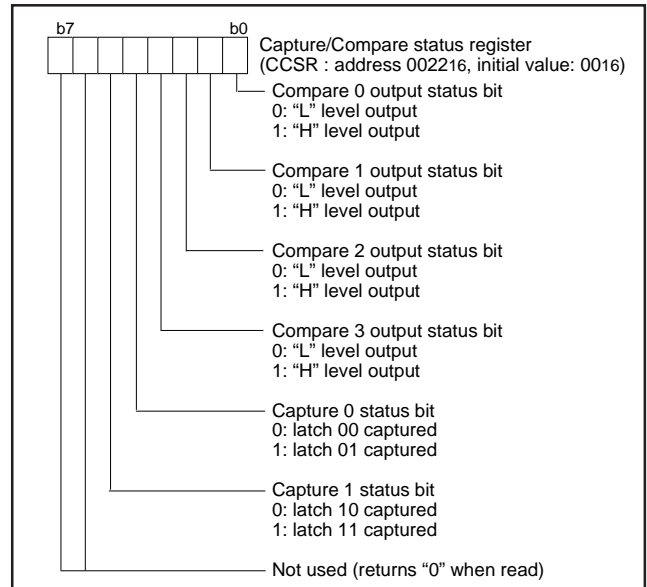 b7 b0
Capture/Compare status register
(CCSR : address 002216, initial value: 0016)
Compare 0 output status bit
0: “L” level output
1: “H” level output
Compare 1 output status bit
0: “L” level output
1: “H” level output
Compare 2 output status bit
0: “L” level output
1: “H” level output
Compare 3 output status bit
0: “L” level output
1: “H” level output
Capture 0 status bit
0: latch 00 captured
1: latch 01 captured
Capture 1 status bit
0: latch 10 captured
1: latch 11 captured
Not used (returns “0” when read)